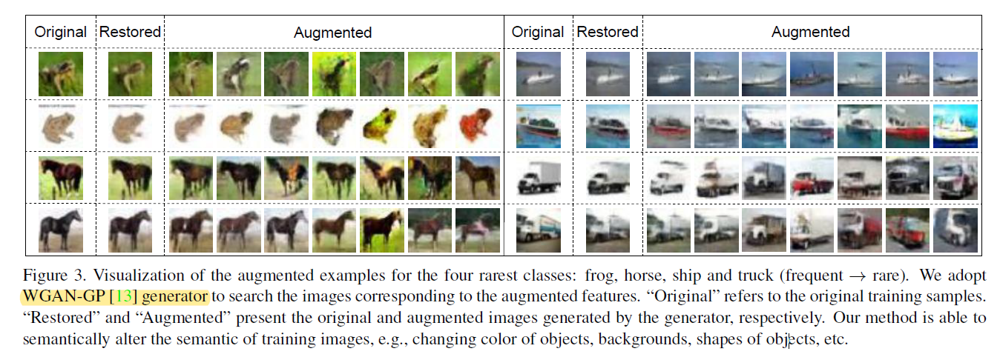 Original Restored Augmented Original Restored Augmented
Figure 3. Visualization of the augmented examples for the four rarest classes: frog, horse, ship and truck (frequent → rare). We adopt
WGAN-GP [13] generator to search the images corresponding to the augmented features. “Original” refers to the original training samples.
“Restored” and “Augmented” present the original and augmented images generated by the generator, respectively. Our method is able to
semantically alter the semantic of training images, e.g., changing color of objects, backgrounds, shapes of objects, etc.